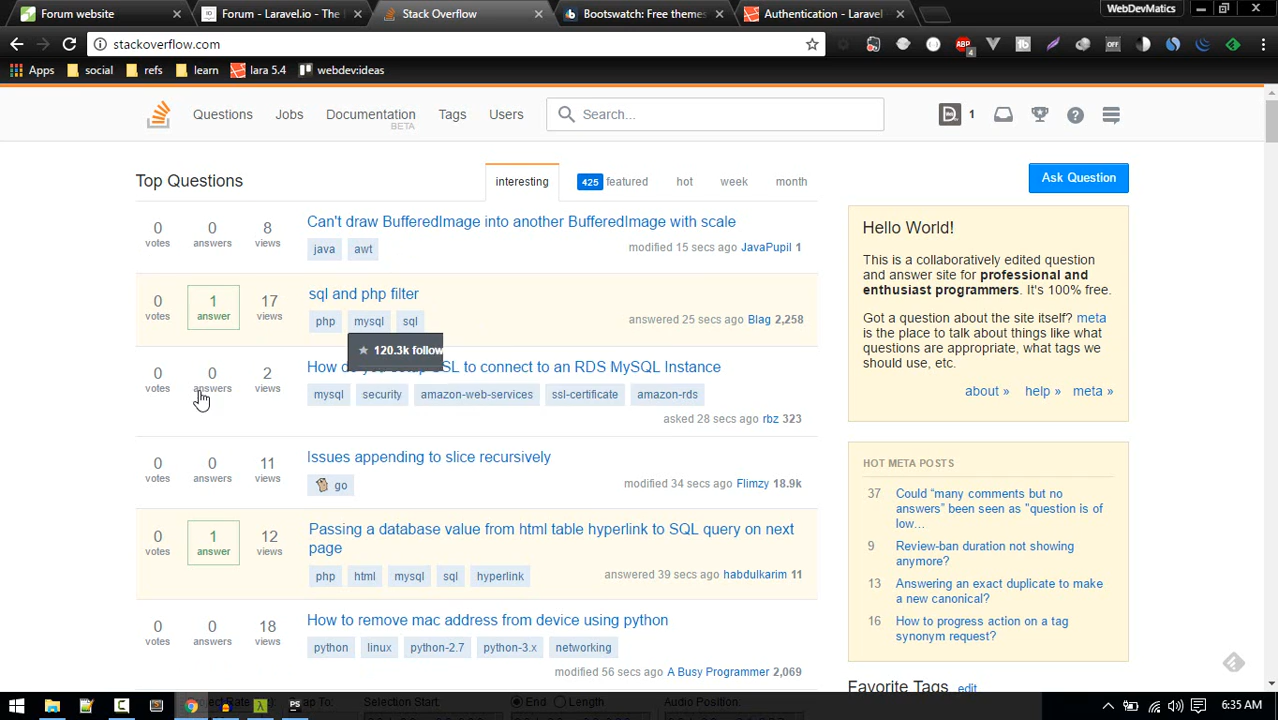 Forum website
Forum - Laravel.io - The
Stack Overflow
Bootswatch: Free themes
Authentication - Laravel
WebDevMatics
stackoverflow.com
Apps
social
refs
learn
lara 5.4
webdev:ideas
Questions
Jobs
Documentation
BETA
Tags
Users
Search...
1
Top Questions
interesting
425 featured
hot
week
month
Ask Question
0 votes
0 answers
8 views
Can't draw BufferedImage into another BufferedImage with scale
java awt
modified 15 secs ago JavaPupil 1
0 votes
1 answer
17 views
sql and php filter
php mysql sql
answered 25 secs ago Blag 2,258
120.3k follow
0 votes
0 answers
2 views
SL to connect to an RDS MySQL Instance
mysql security amazon-web-services ssl-certificate amazon-rds
asked 28 secs ago rbz 323
0 votes
0 answers
11 views
Issues appending to slice recursively
go
modified 34 secs ago Flimzy 18.9k
0 votes
1 answer
12 views
Passing a database value from html table hyperlink to SQL query on next
page
php html mysql sql hyperlink
answered 39 secs ago habdulkarim 11
0 votes
0 answers
18 views
How to remove mac address from device using python
python linux python-2.7 python-3.x networking
modified 56 secs ago A Busy Programmer 2,069
Hello World!
This is a collaboratively edited question
and answer site for professional and
enthusiast programmers. It's 100% free.
Got a question about the site itself? meta
is the place to talk about things like what
questions are appropriate, what tags we
should use, etc.
about » help » meta »
HOT META POSTS
37 Could “many comments but no
answers” been seen as "question is of
low...
9 Review-ban duration not showing
anymore?
13 Answering an exact duplicate to make
a new canonical?
16 How to progress action on a tag
synonym request?
Favorite Tags edit
Selection Start:
End
Length
Audio Position:
6:35 AM